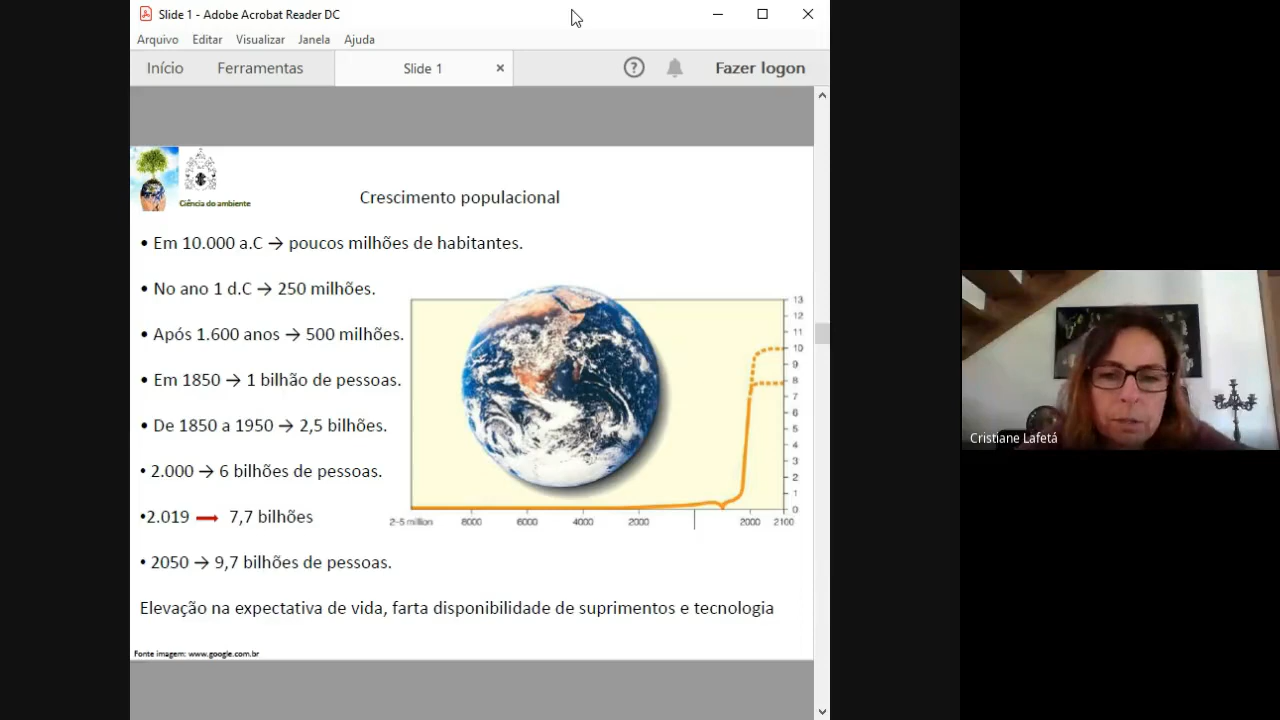 Slide 1 - Adobe Acrobat Reader DC
Arquivo Editar Visualizar Janela Ajuda
Início Ferramentas Slide 1 × ? Fazer logon
Ciência do ambiente
Crescimento populacional
• Em 10.000 a.C → poucos milhões de habitantes.
• No ano 1 d.C → 250 milhões.
• Após 1.600 anos → 500 milhões.
• Em 1850 → 1 bilhão de pessoas.
• De 1850 a 1950 → 2,5 bilhões.
• 2.000 → 6 bilhões de pessoas.
•2.019 → 7,7 bilhões
• 2050 → 9,7 bilhões de pessoas.
13
12
11
10
9
8
7
6
5
4
3
2
1
0
2-5 million 8000 6000 4000 2000 2000 2100
Elevação na expectativa de vida, farta disponibilidade de suprimentos e tecnologia
Fonte imagem: www.google.com.br
Cristiane Lafetá